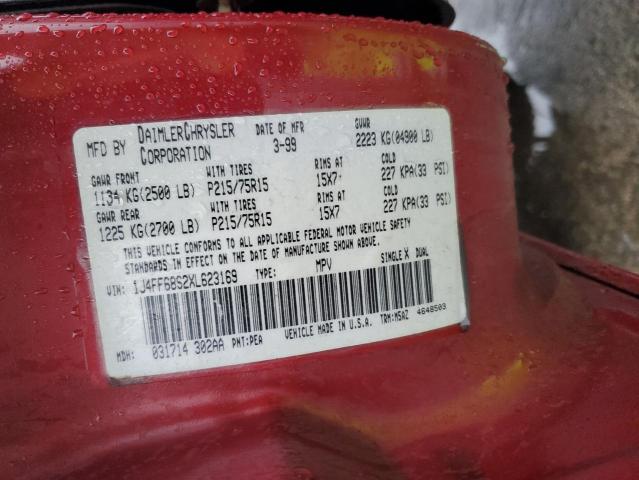 MFD BY DAIMLERCHRYSLER CORPORATION DATE OF MFR 3-99 GVWR 2223 KG(04900 LB)
GAWR FRONT WITH TIRES RIMS AT COLD
1134 KG(2500 LB) P215/75R15 15X7 227 KPA(33 PSI)
GAWR REAR WITH TIRES RIMS AT COLD
1225 KG(2700 LB) P215/75R15 15X7 227 KPA(33 PSI)
THIS VEHICLE CONFORMS TO ALL APPLICABLE FEDERAL MOTOR VEHICLE SAFETY
STANDARDS IN EFFECT ON THE DATE OF MANUFACTURE SHOWN ABOVE.
VIN: 1J4FF68S2XL623169 TYPE: MPV SINGLE X DUAL
MDH: 031714 302AA PNT:PEA VEHICLE MADE IN U.S.A. TRM:M5AZ 4648503